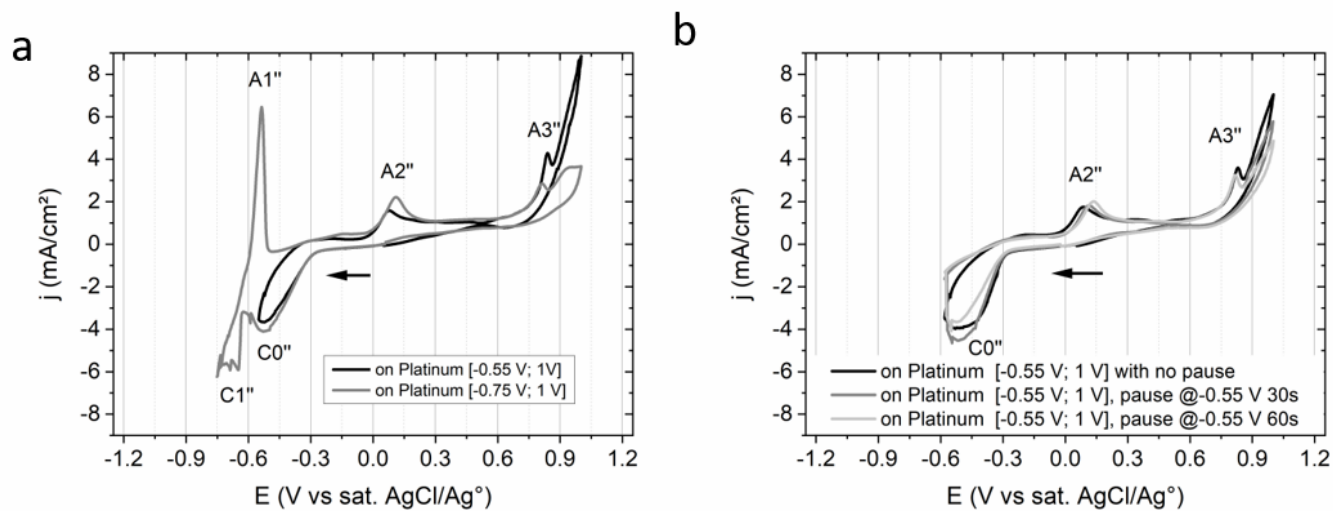 a
A1"
A2"
A3"
C0"
C1"
on Platinum [-0.55 V; 1V]
on Platinum [-0.75 V; 1 V]
8
6
4
2
0
-2
-4
-6
-8
j (mA/cm²)
-1.2 -0.9 -0.6 -0.3 0.0 0.3 0.6 0.9 1.2
E (V vs sat. AgCl/Ag°)
b
A2"
A3"
C0"
on Platinum [-0.55 V; 1 V] with no pause
on Platinum [-0.55 V; 1 V], pause @-0.55 V 30s
on Platinum [-0.55 V; 1 V], pause @-0.55 V 60s
8
6
4
2
0
-2
-4
-6
-8
j (mA/cm²)
-1.2 -0.9 -0.6 -0.3 0.0 0.3 0.6 0.9 1.2
E (V vs sat. AgCl/Ag°)